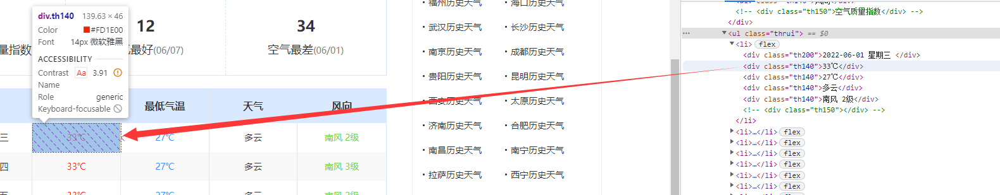 div.th140 139.63 × 46
Color #FD1E00
Font 14px 微软雅黑
ACCESSIBILITY
Contrast Aa 3.91
Name
Role generic
Keyboard-focusable
12
34
量指数
最好(06/07)
空气最差(06/01)
最低气温 天气 风向
三 33℃ 27℃ 多云 南风 2级
四 33℃ 27℃ 多云 南风 3级
五 33℃ 27℃ 多云
• 福州历史天气 • 海口历史天气
• 武汉历史天气 • 长沙历史天气
• 南京历史天气 • 成都历史天气
• 贵阳历史天气 • 昆明历史天气
• 西安历史天气 • 太原历史天气
• 济南历史天气 • 合肥历史天气
• 南昌历史天气 • 南宁历史天气
• 拉萨历史天气 • 西宁历史天气
<!-- <div class="th150">空气质量指数</div> -->
</div>
<ul class="thrui"> == $0
<li> flex
<div class="th200">2022-06-01 星期三 </div>
<div class="th140">33℃</div>
<div class="th140">27℃</div>
<div class="th140">多云</div>
<div class="th140">南风 2级</div>
<!-- <div class="th150"></div> -->
</li>
<li>…</li> flex
<li>…</li> flex
<li>…</li> flex
<li>…</li> flex
<li>…</li> flex
<li>…</li> flex